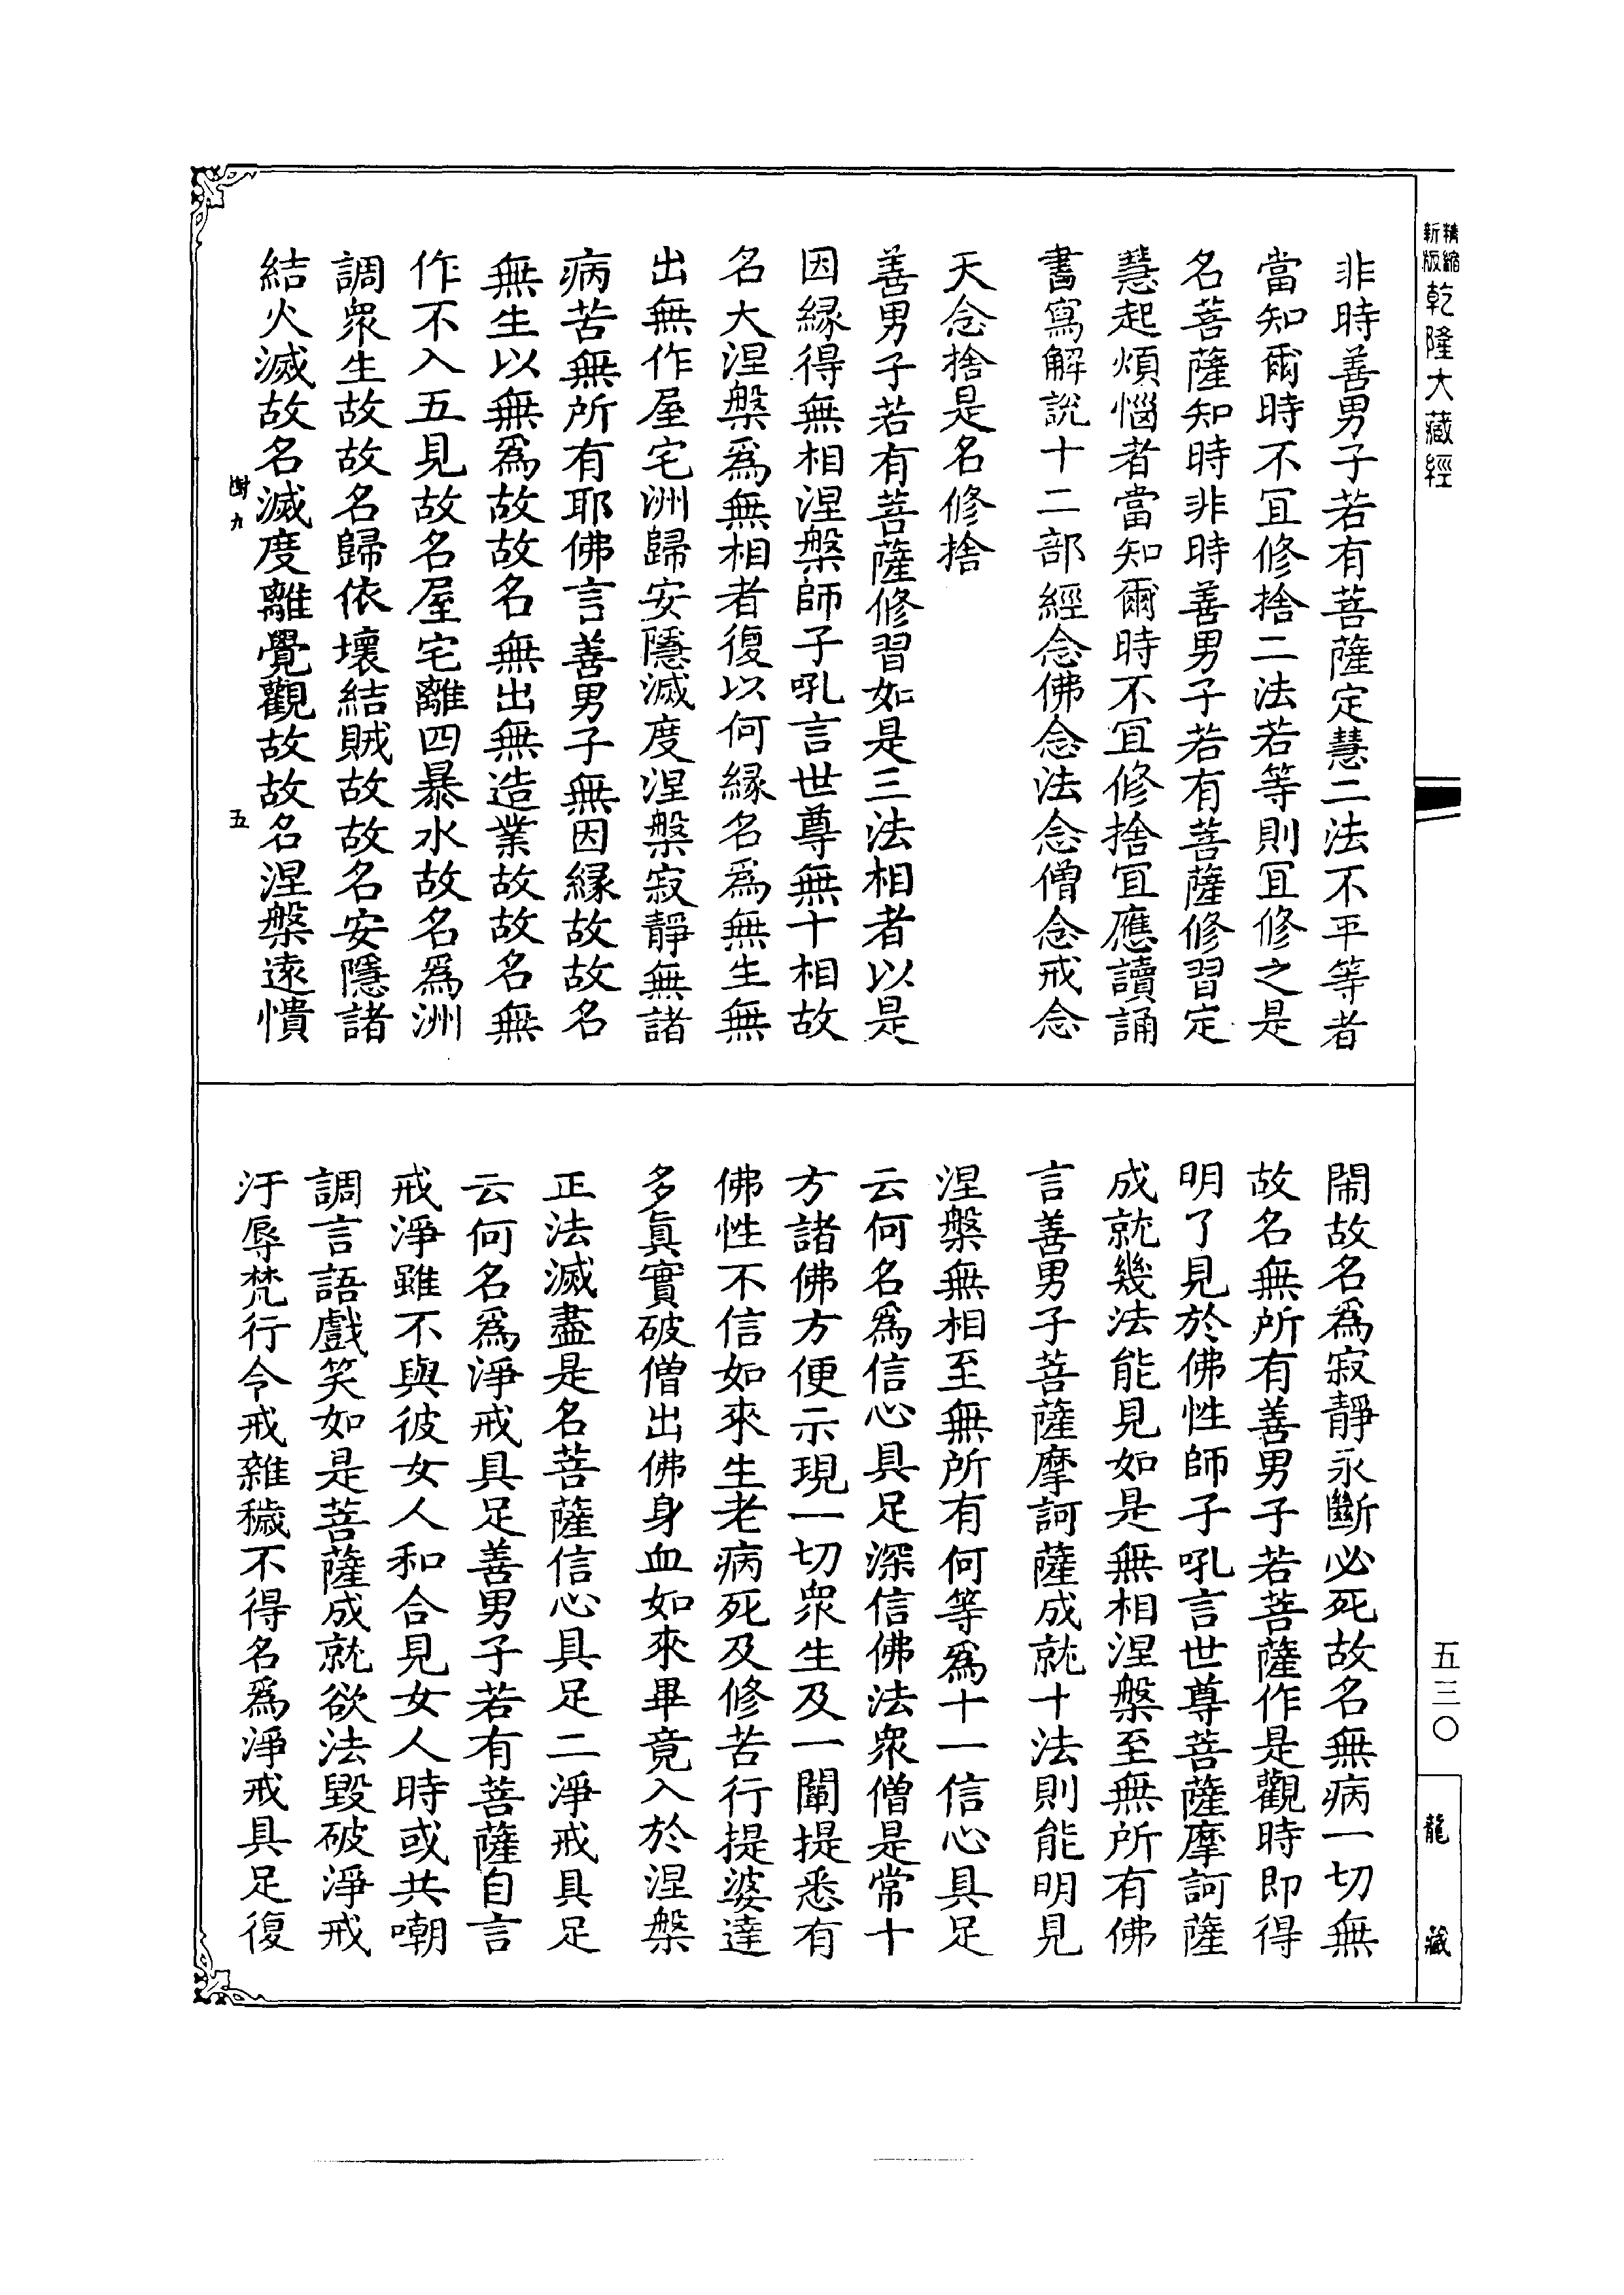 精縮
新版
乾隆大藏經
非時善男子若有菩薩定慧二法不平等者
當知爾時不冝修捨二法若等則冝修之是
名菩薩知時非時善男子若有菩薩修習定
慧起煩惱者當知爾時不冝修捨冝應讀誦
書寫解說十二部經念佛念法念僧念戒念
天念捨是名修捨
善男子若有菩薩修習如是三法相者以是
因縁得無相涅槃師子吼言世尊無十相故
名大涅槃爲無相者復以何縁名爲無生無
出無作屋宅洲歸安隱滅度涅槃寂靜無諸
病苦無所有耶佛言善男子無因縁故故名
無生以無爲故故名無出無造業故故名無
作不入五見故名屋宅離四暴水故名爲洲
調衆生故故名歸依壞結賊故故名安隱諸
結火滅故名滅度離覺觀故故名涅槃遠憒
樹九
五
閙故名爲寂靜永斷必死故名無病一切無
故名無所有善男子若菩薩作是觀時即得
明了見於佛性師子吼言世尊菩薩摩訶薩
成就幾法能見如是無相涅槃至無所有佛
言善男子菩薩摩訶薩成就十法則能明見
涅槃無相至無所有何等爲十一信心具足
云何名爲信心具足深信佛法衆僧是常十
方諸佛方便示現一切衆生及一闡提悉有
佛性不信如來生老病死及修苦行提婆達
多眞實破僧出佛身血如來畢竟入於涅槃
正法滅盡是名菩薩信心具足二淨戒具足
云何名爲淨戒具足善男子若有菩薩自言
戒淨雖不與彼女人和合見女人時或共嘲
調言語戲笑如是菩薩成就欲法毀破淨戒
汙辱梵行令戒雜穢不得名爲淨戒具足復
五三〇
龍藏